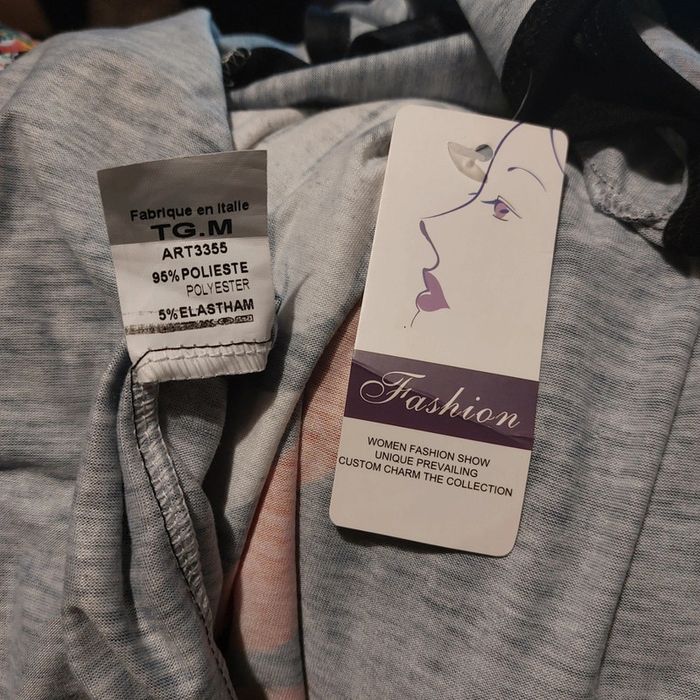 Fabrique en Italie
TG.M
ART3355
95%POLIESTE
POLYESTER
5%ELASTHAM
Fashion
WOMEN FASHION SHOW
UNIQUE PREVAILING
CUSTOM CHARM THE COLLECTION